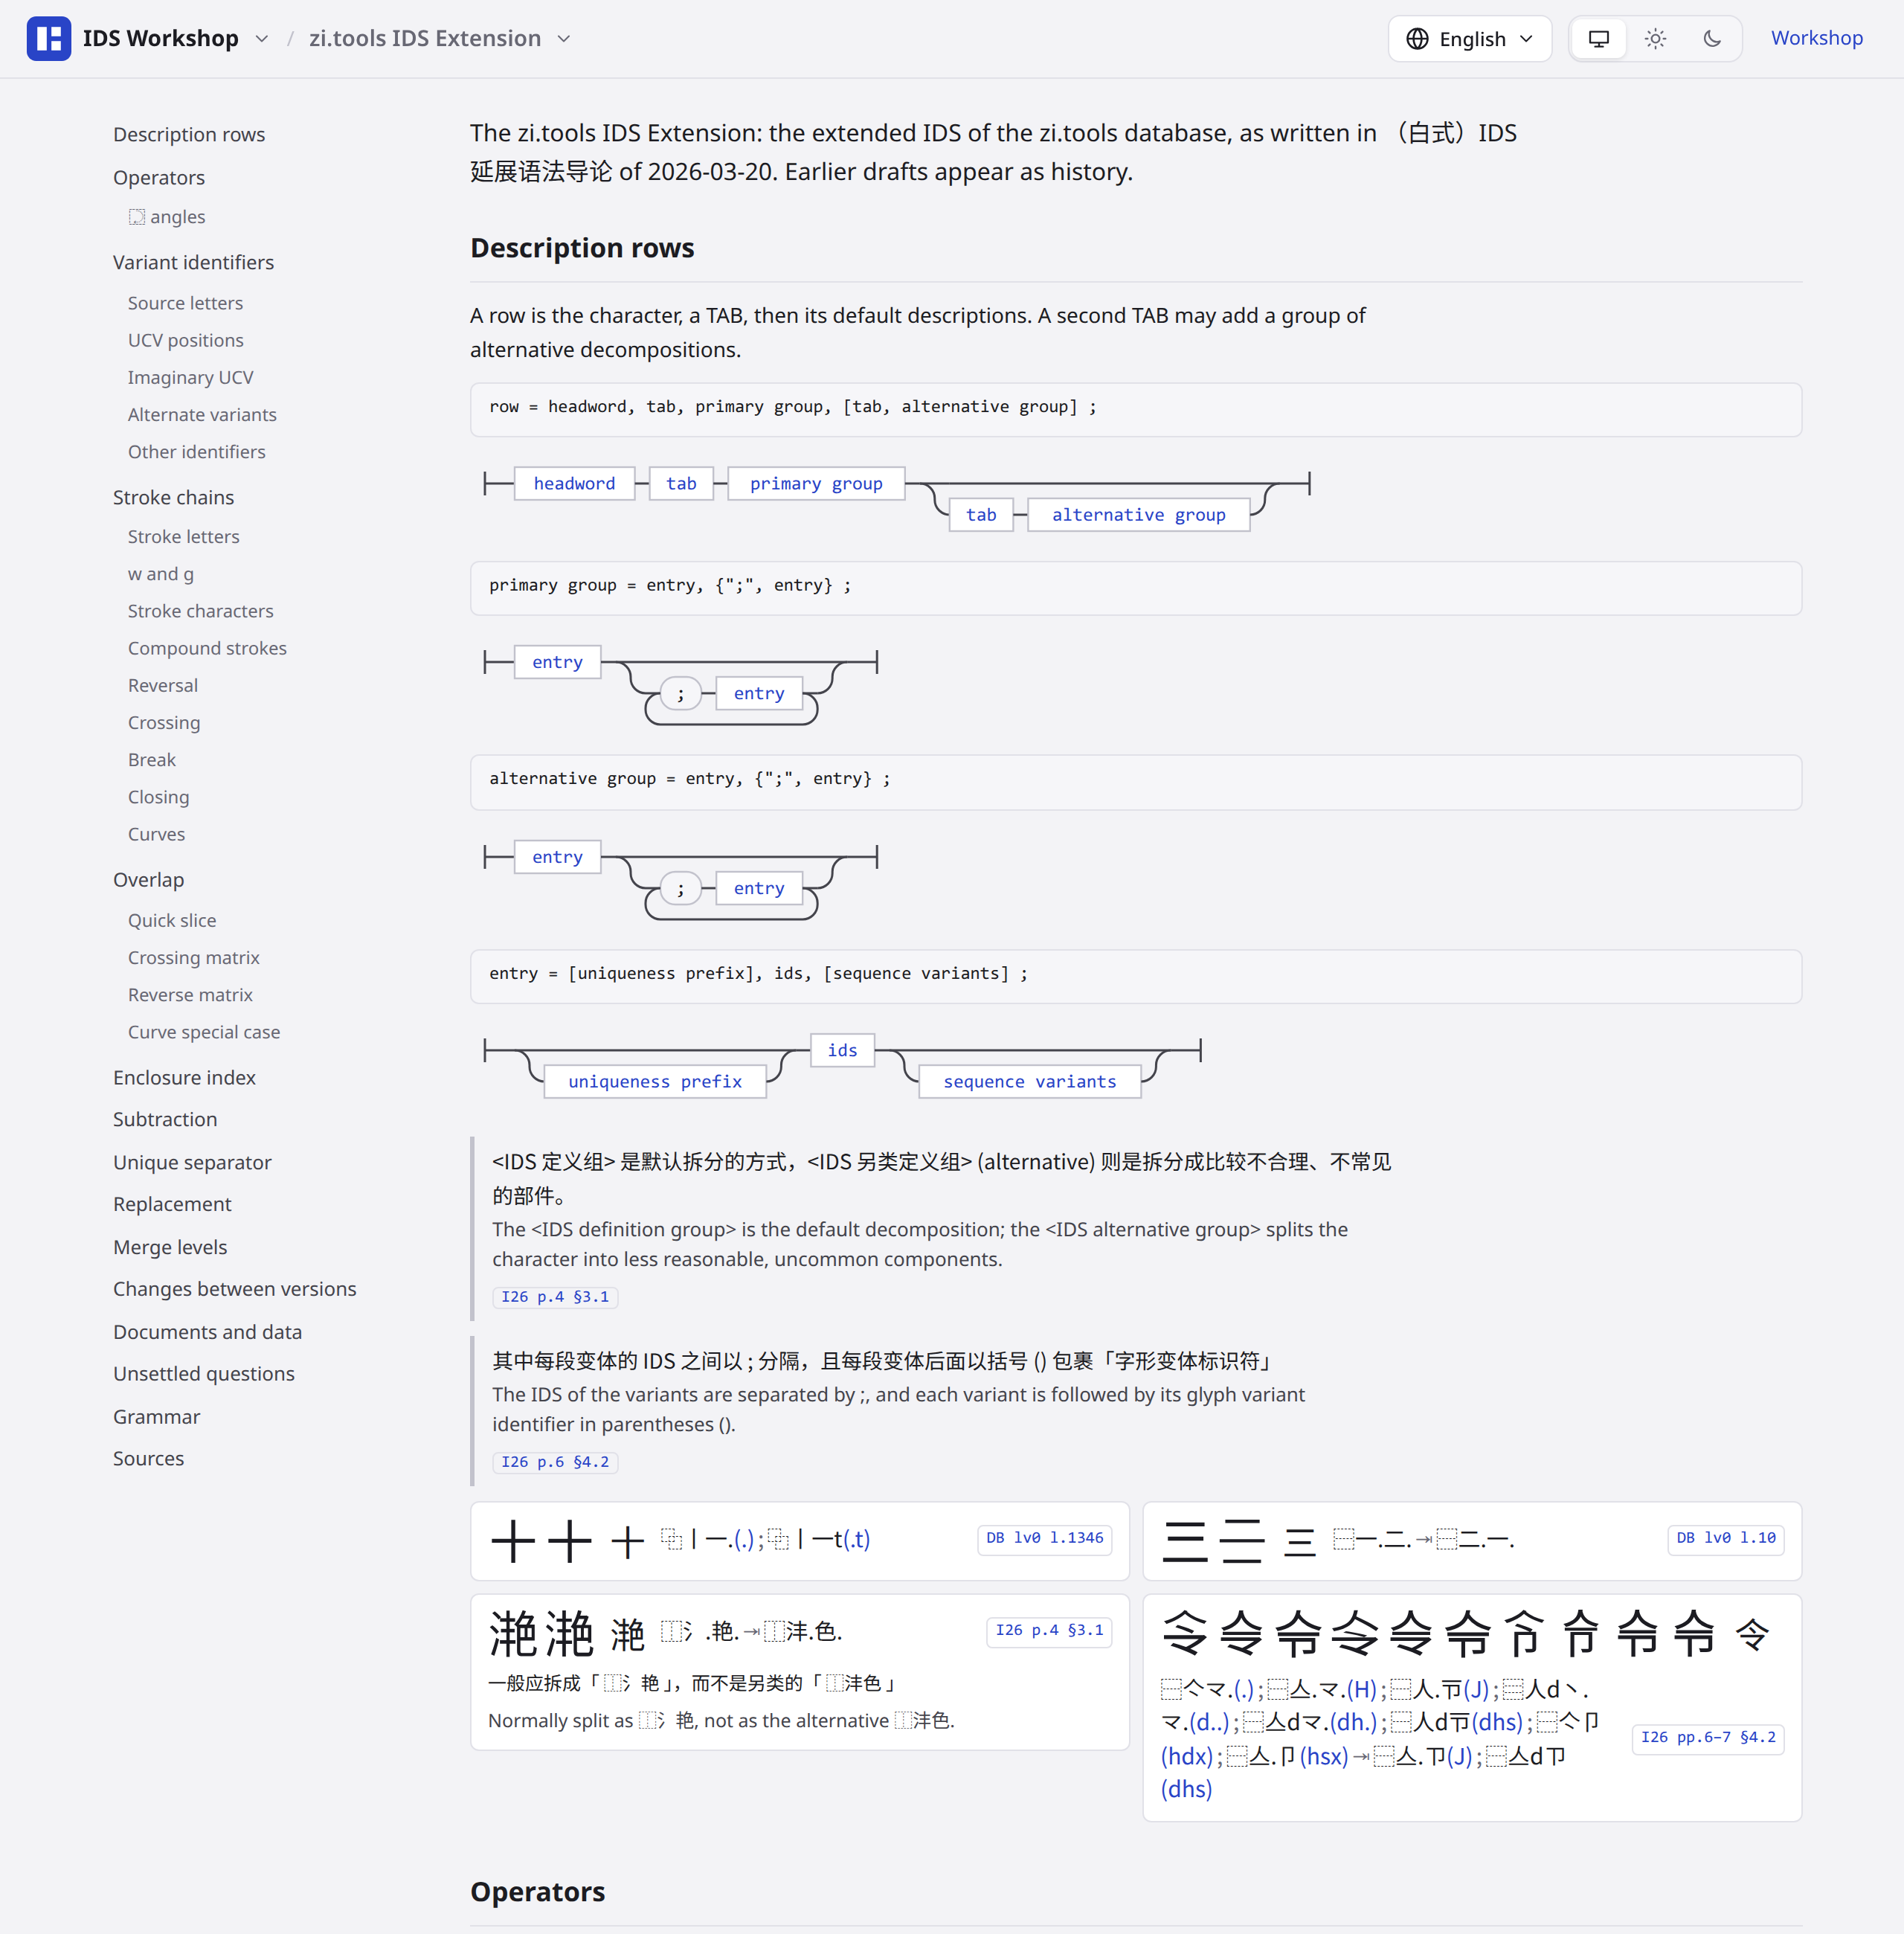 IDS Workshop / zi.tools IDS Extension
English
Workshop
Description rows
Operators
⿰ angles
Variant identifiers
Source letters
UCV positions
Imaginary UCV
Alternate variants
Other identifiers
Stroke chains
Stroke letters
w and g
Stroke characters
Compound strokes
Reversal
Crossing
Break
Closing
Curves
Overlap
Quick slice
Crossing matrix
Reverse matrix
Curve special case
Enclosure index
Subtraction
Unique separator
Replacement
Merge levels
Changes between versions
Documents and data
Unsettled questions
Grammar
Sources
The zi.tools IDS Extension: the extended IDS of the zi.tools database, as written in （白式）IDS
延展语法导论 of 2026-03-20. Earlier drafts appear as history.
Description rows
A row is the character, a TAB, then its default descriptions. A second TAB may add a group of
alternative decompositions.
row = headword, tab, primary group, [tab, alternative group] ;
headword tab primary group
tab alternative group
primary group = entry, {";", entry} ;
entry
; entry
alternative group = entry, {";", entry} ;
entry
; entry
entry = [uniqueness prefix], ids, [sequence variants] ;
ids
uniqueness prefix sequence variants
<IDS 定义组> 是默认拆分的方式，<IDS 另类定义组> (alternative) 则是拆分成比较不合理、不常见
的部件。
The <IDS definition group> is the default decomposition; the <IDS alternative group> splits the
character into less reasonable, uncommon components.
I26 p.4 §3.1
其中每段变体的 IDS 之间以 ; 分隔，且每段变体后面以括号 () 包裹「字形变体标识符」
The IDS of the variants are separated by ;, and each variant is followed by its glyph variant
identifier in parentheses ().
I26 p.6 §4.2
十 十 十 ⿻丨一.(.);⿻丨一t(.t) DB lv0 l.1346
三 三 三 ⿱一.二.⇥⿱二.一. DB lv0 l.10
滟 滟 滟 ⿰氵.艳.⇥⿰沣.色. I26 p.4 §3.1
一般应拆成「⿰氵艳」，而不是另类的「⿰沣色」
Normally split as ⿰氵艳, not as the alternative ⿰沣色.
令
I26 pp.6–7 §4.2
(dhs)
Operators